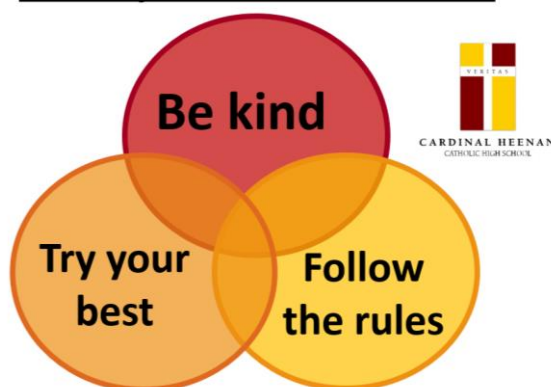 Be kind
VERITAS
CARDINAL HEENAN
CATHOLIC HIGH SCHOOL
Try your
best
Follow
the rules